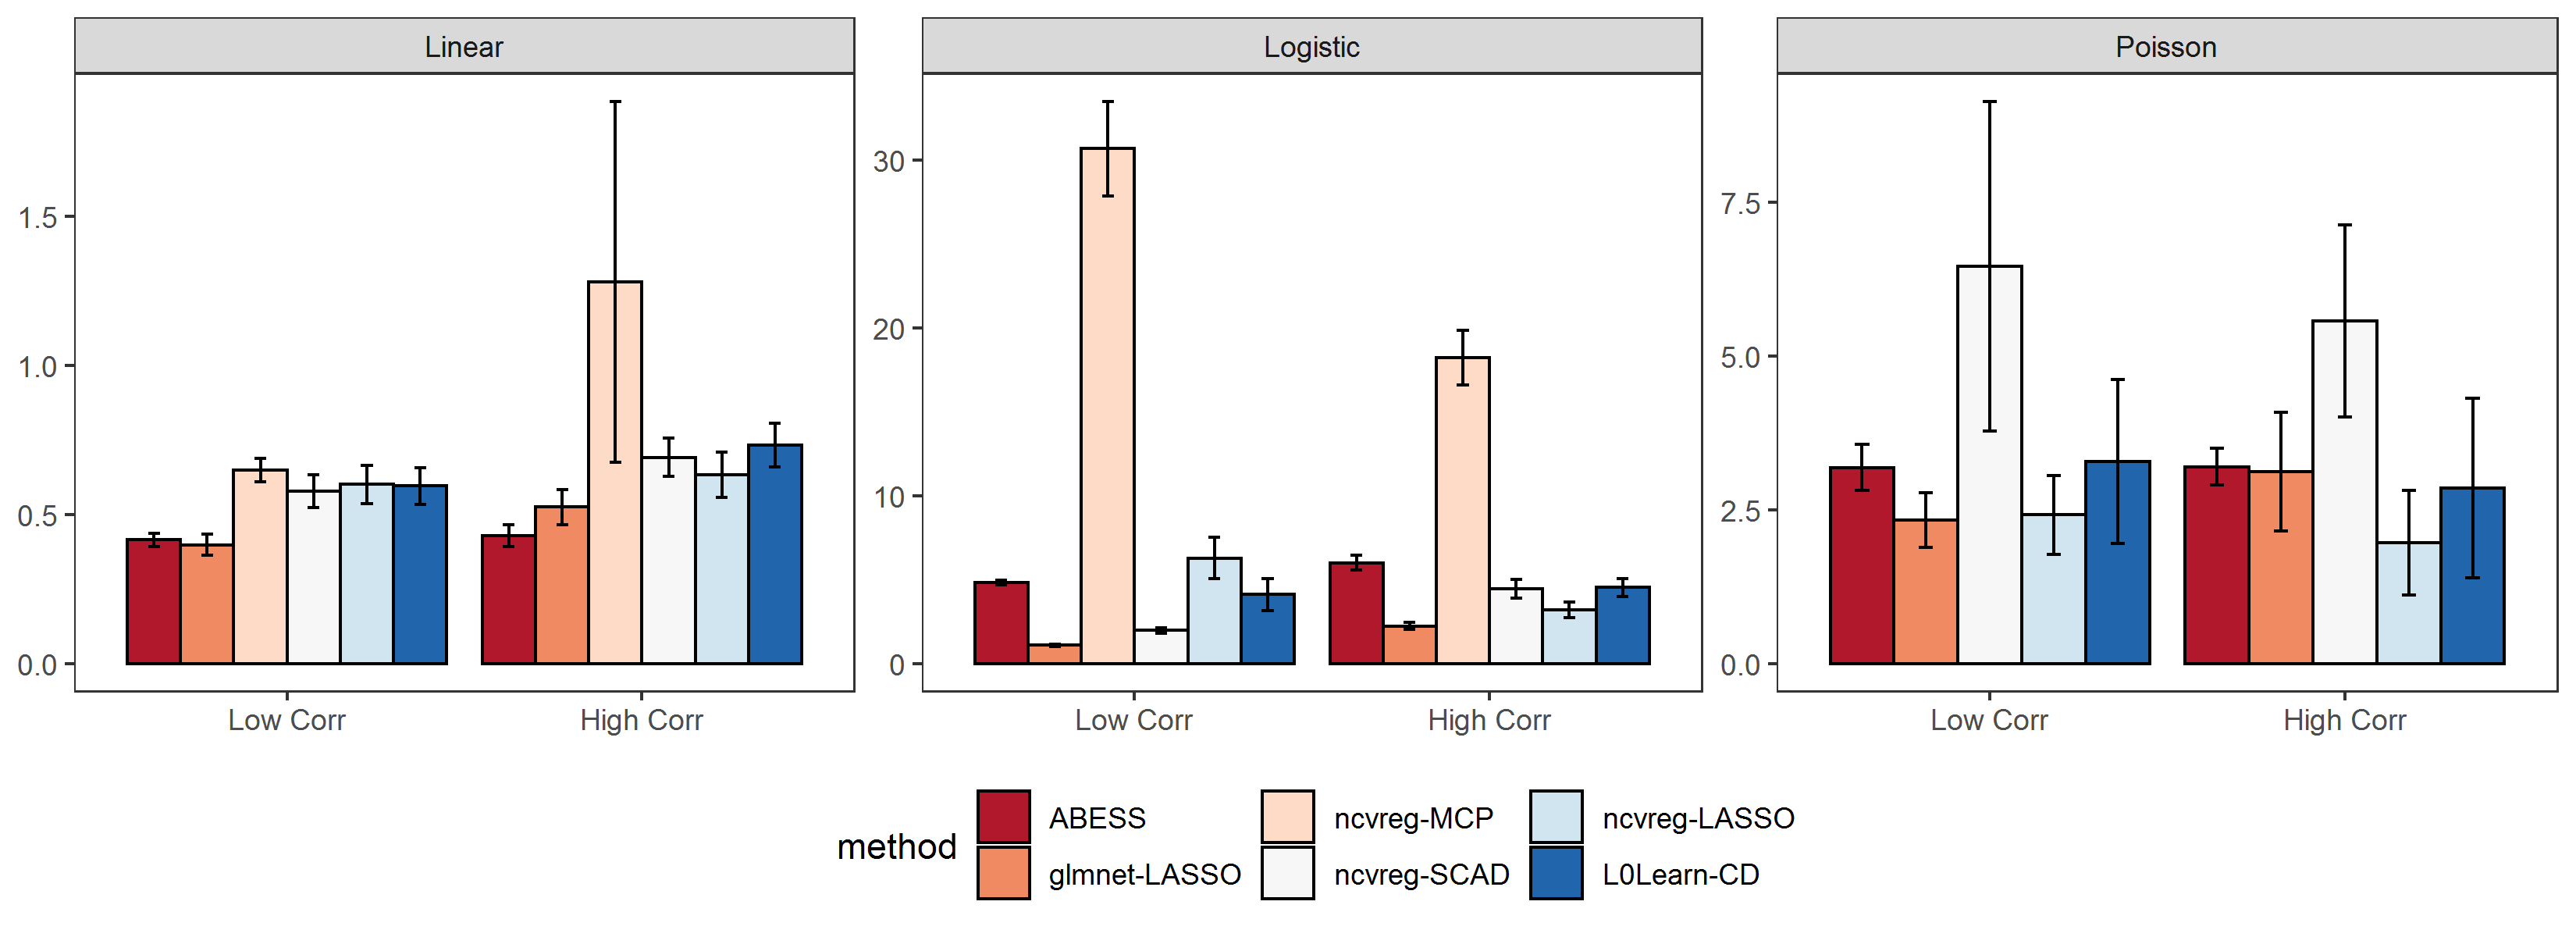 Linear
Logistic
Poisson
1.5
1.0
0.5
0.0
30
20
10
0
7.5
5.0
2.5
0.0
Low Corr
High Corr
Low Corr
High Corr
Low Corr
High Corr
method
ABESS
glmnet-LASSO
ncvreg-MCP
ncvreg-SCAD
ncvreg-LASSO
L0Learn-CD